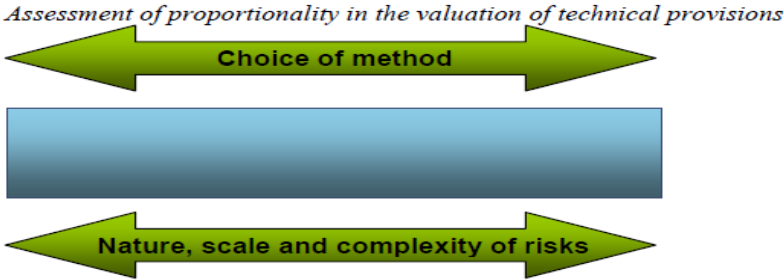 Assessment of proportionality in the valuation of technical provisions
Choice of method
Nature, scale and complexity of risks